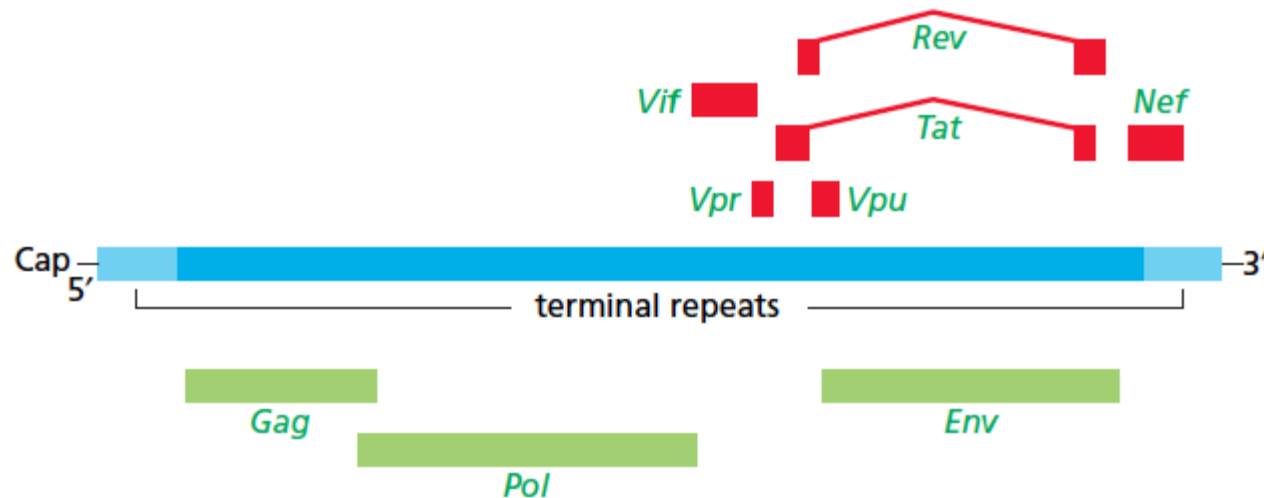 Rev
Vif
Nef
Tat
Vpr
Vpu
Cap
5′
3′
terminal repeats
Gag
Env
Pol